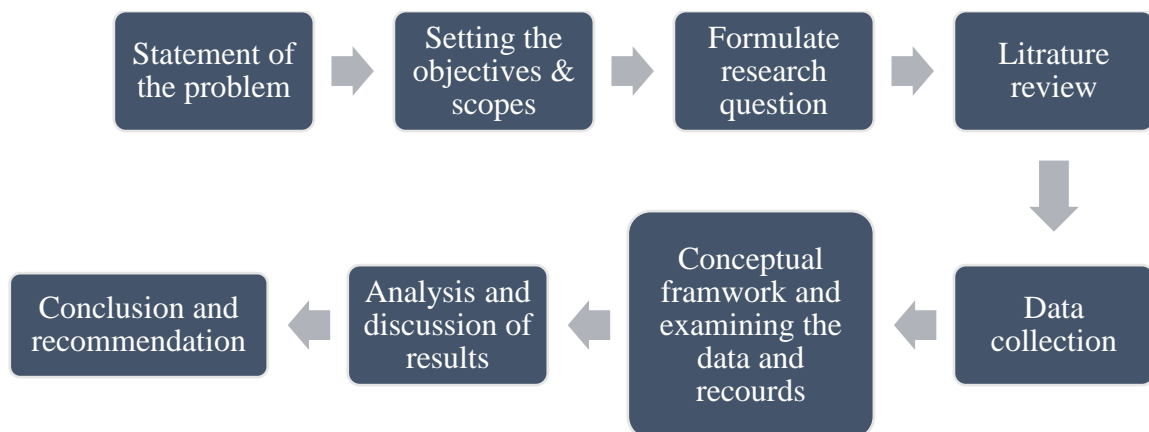 Statement of
the problem
Setting the
objectives &
scopes
Formulate
research
question
Litrature
review
Data
collection
Conceptual
framwork and
examining the
data and
recourds
Analysis and
discussion of
results
Conclusion and
recommendation